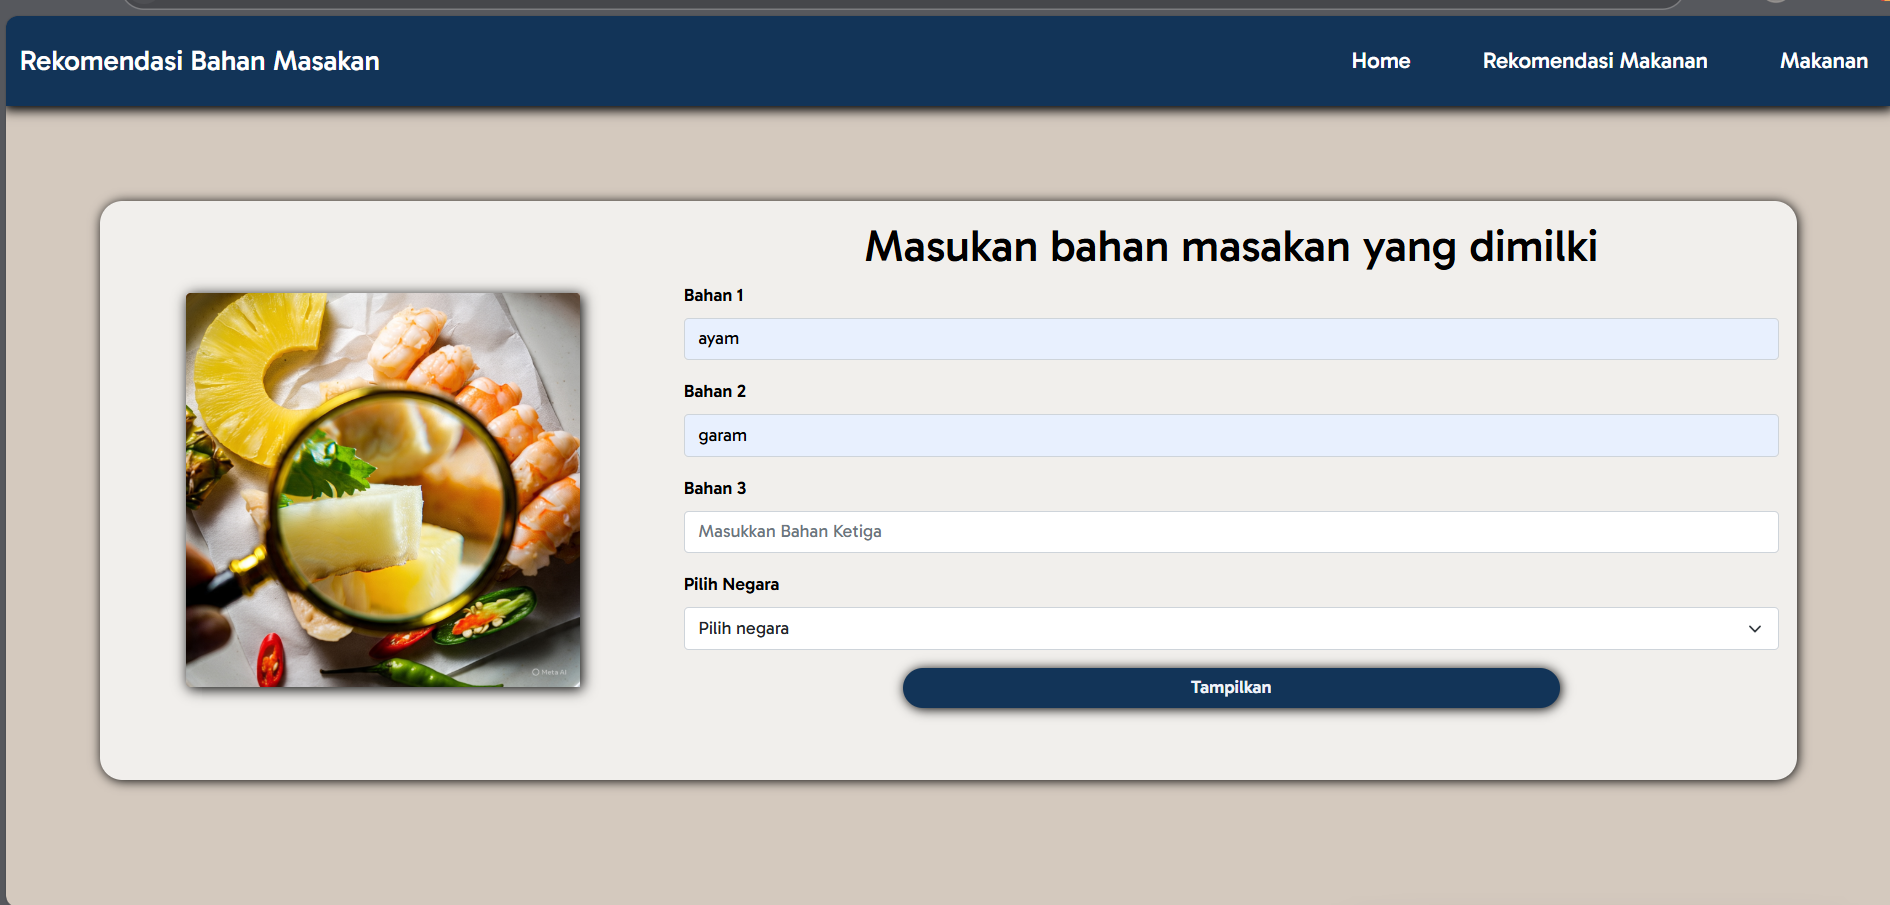 Rekomendasi Bahan Masakan
Home
Rekomendasi Makanan
Makanan
Masukan bahan masakan yang dimilki
Bahan 1
ayam
Bahan 2
garam
Bahan 3
Masukkan Bahan Ketiga
Pilih Negara
Pilih negara
Tampilkan
Meta AI